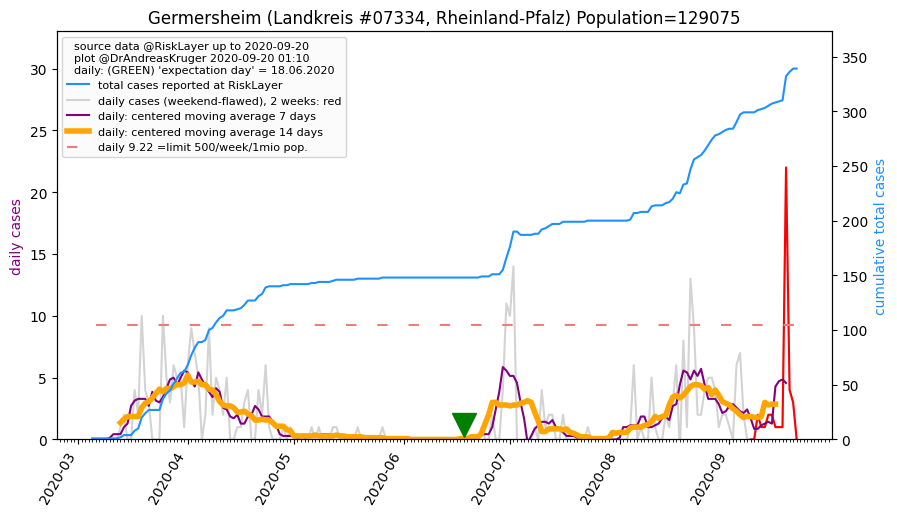 Germersheim (Landkreis #07334, Rheinland-Pfalz) Population=129075
source data @RiskLayer up to 2020-09-20
plot @DrAndreasKruger 2020-09-20 01:10
daily: (GREEN) 'expectation day' = 18.06.2020
total cases reported at RiskLayer
daily cases (weekend-flawed), 2 weeks: red
daily: centered moving average 7 days
daily: centered moving average 14 days
daily 9.22 =limit 500/week/1mio pop.
daily cases
30
25
20
15
10
5
0
350
300
250
200
150
100
50
0
cumulative total cases
2020-03
2020-04
2020-05
2020-06
2020-07
2020-08
2020-09